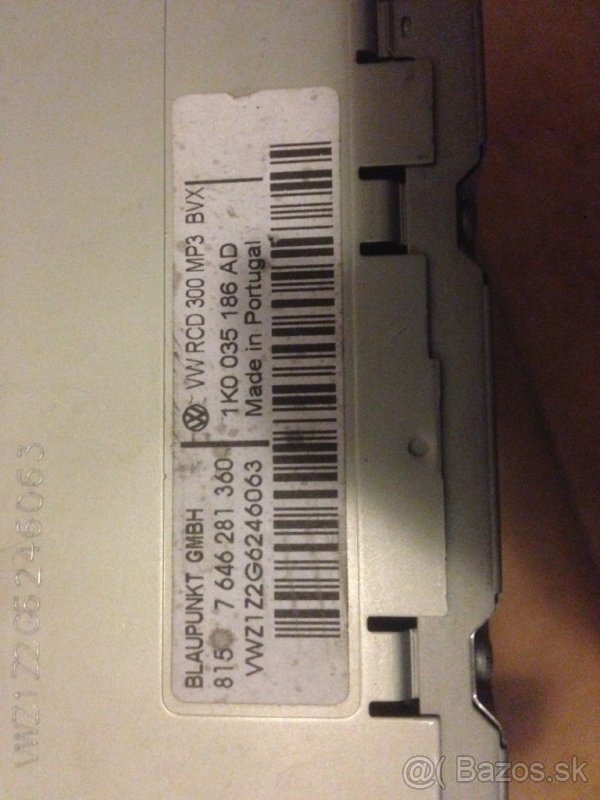 BLAUPUNKT GMBH VW RCD 300 MP3 BVX
815 7 646 281 360 1K0 035 186 AD
VWZ1Z2G6246063 Made in Portugal
VWZ1Z2G6246063
@( Bazos.sk